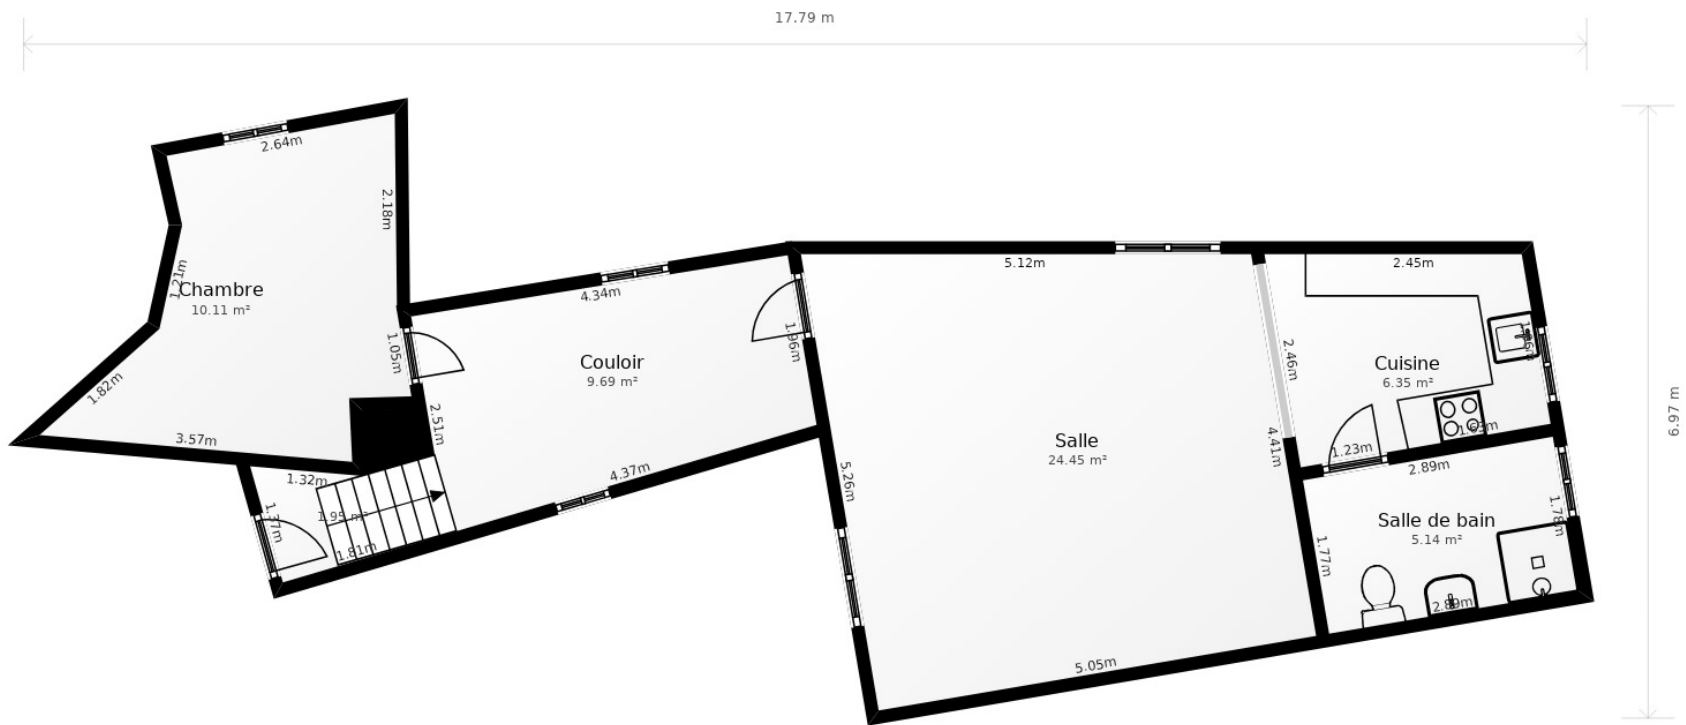 17.79 m
2.64m
2.18m
1.21m
Chambre
10.11 m²
1.82m
3.57m
1.05m
4.34m
Couloir
9.69 m²
2.51m
4.37m
1.32m
1.37m
1.95 m²
1.81m
1.96m
5.12m
Salle
24.45 m²
5.26m
4.41m
5.05m
2.46m
2.45m
Cuisine
6.35 m²
1.63m
1.23m
2.89m
Salle de bain
5.14 m²
1.77m
1.78m
2.89m
6.97 m